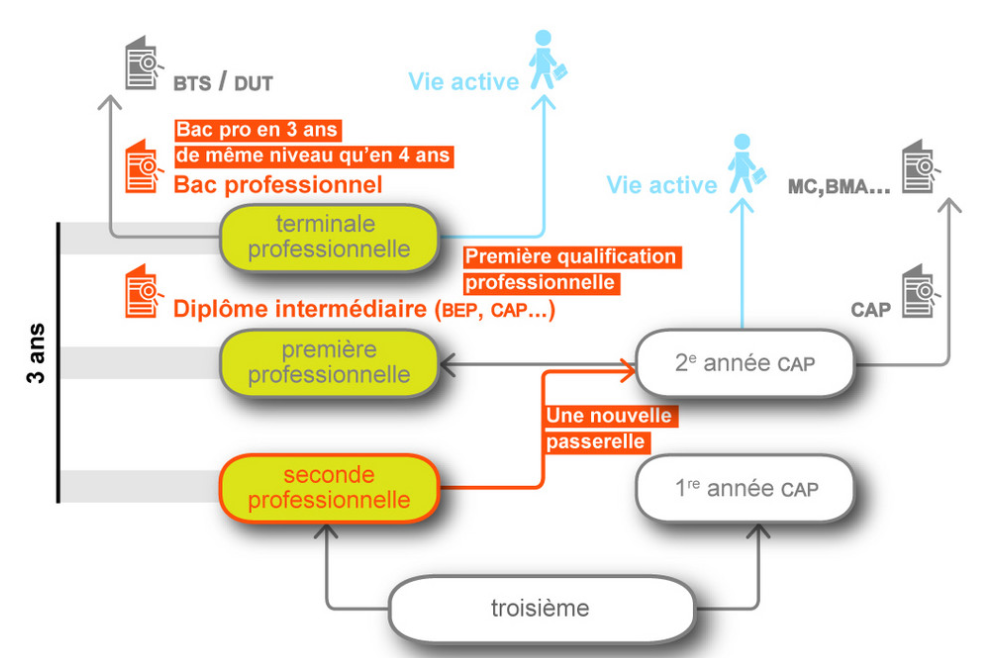 BTS / DUT
Vie active
Bac pro en 3 ans
de même niveau qu'en 4 ans
Bac professionnel
Vie active
MC,BMA...
terminale
professionnelle
Première qualification
professionnelle
Diplôme intermédiaire (BEP, CAP...)
CAP
3 ans
première
professionnelle
2e année CAP
Une nouvelle
passerelle
seconde
professionnelle
1re année CAP
troisième